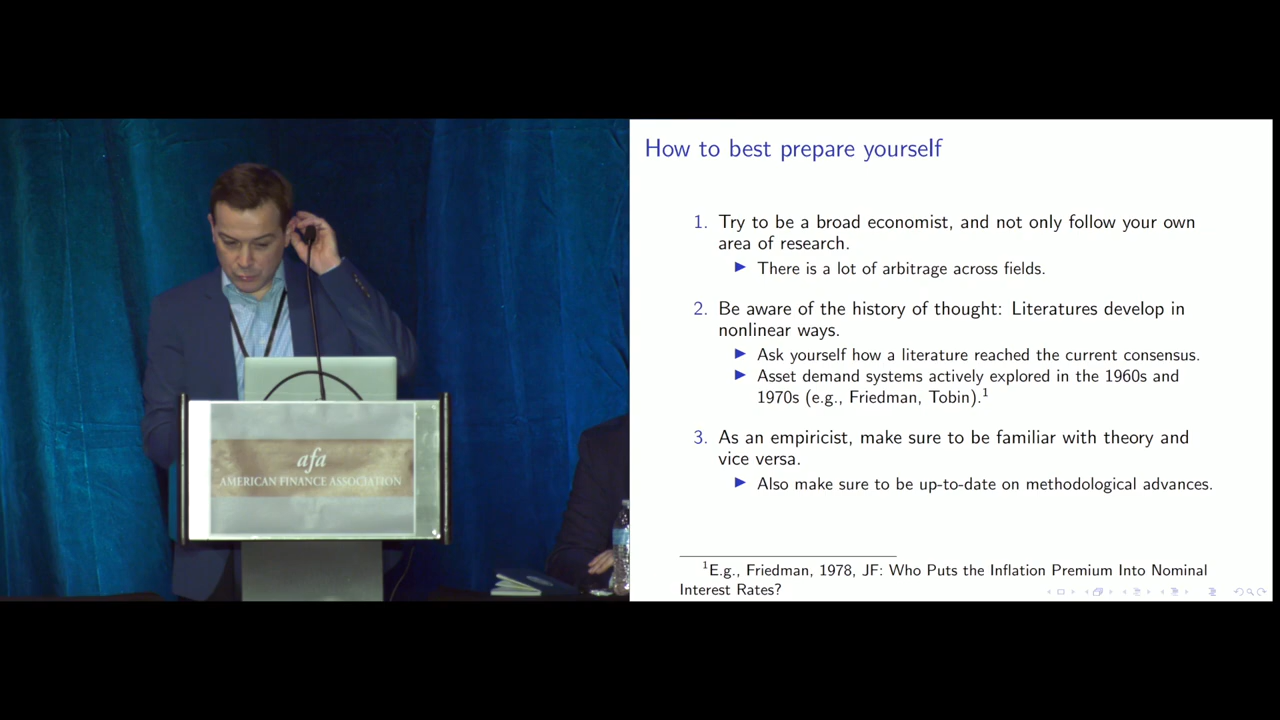 afa
AMERICAN FINANCE ASSOCIATION
How to best prepare yourself
1. Try to be a broad economist, and not only follow your own
area of research.
▶ There is a lot of arbitrage across fields.
2. Be aware of the history of thought: Literatures develop in
nonlinear ways.
▶ Ask yourself how a literature reached the current consensus.
▶ Asset demand systems actively explored in the 1960s and
1970s (e.g., Friedman, Tobin).¹
3. As an empiricist, make sure to be familiar with theory and
vice versa.
▶ Also make sure to be up-to-date on methodological advances.
¹E.g., Friedman, 1978, JF: Who Puts the Inflation Premium Into Nominal
Interest Rates?